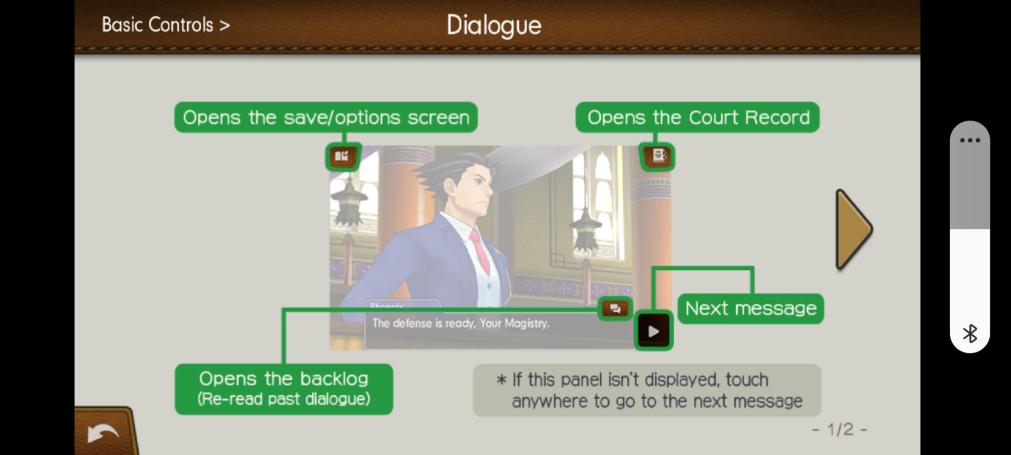 Basic Controls >
Dialogue
Opens the save/options screen
Opens the Court Record
Phoenix
The defense is ready, Your Magistry.
Next message
Opens the backlog
(Re-read past dialogue)
* If this panel isn't displayed, touch
anywhere to go to the next message
- 1/2 -